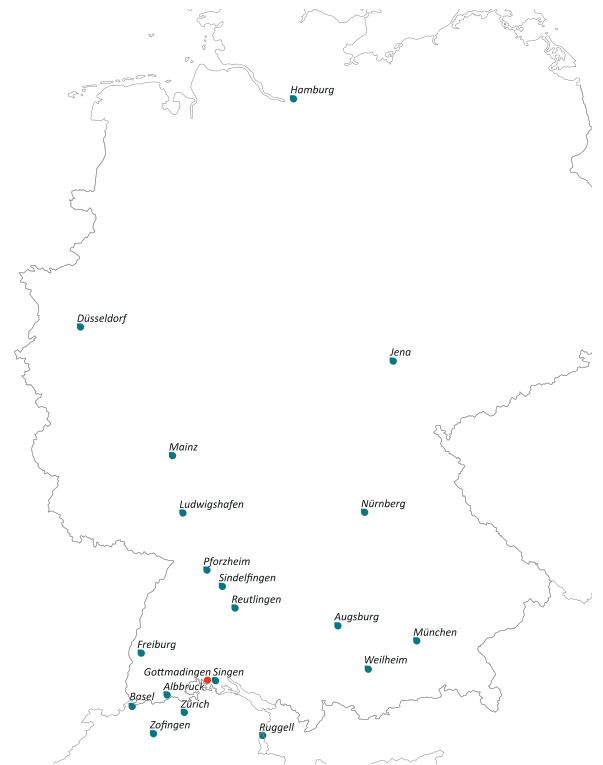 Hamburg
Düsseldorf
Jena
Mainz
Ludwigshafen
Nürnberg
Pforzheim
Sindelfingen
Reutlingen
Augsburg
München
Freiburg
Weilheim
Gottmadingen Singen
Albbruck
Basel
Zürich
Zofingen
Ruggell